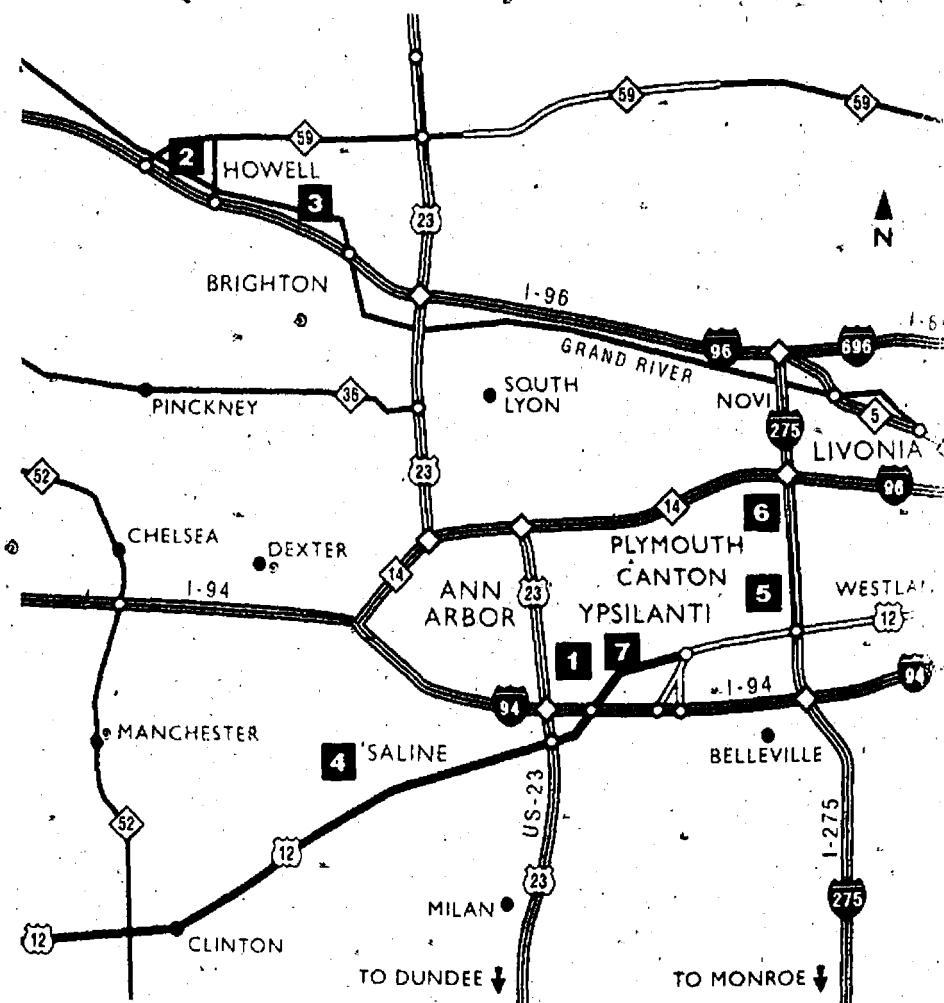 59
59
59
2
HOWELL
3
23
N
BRIGHTON
I-96
96
696
GRAND RIVER
36
PINCKNEY
SOUTH
LYON
NOVI
275
5
LIVONIA
52
23
96
14
6
CHELSEA
DEXTER
PLYMOUTH
CANTON
14
I-94
ANN
ARBOR
23
YPSILANTI
5
12
1
7
94
I-94
94
MANCHESTER
4
SALINE
BELLEVILLE
52
US-23
I-275
12
23
275
MILAN
12
CLINTON
TO DUNDEE
TO MONROE